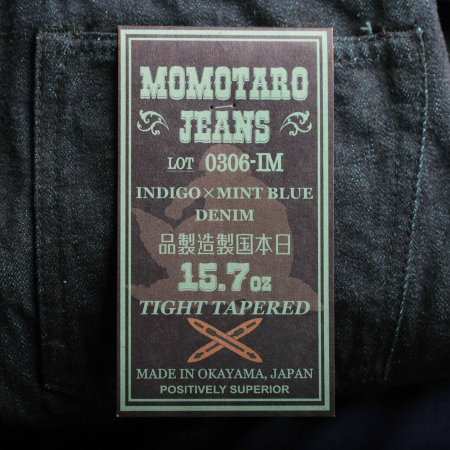 MOMOTARO
JEANS
LOT 0306-IM
INDIGO×MINT BLUE
DENIM
品製造製国本日
15.7oz
TIGHT TAPERED
MADE IN OKAYAMA, JAPAN
POSITIVELY SUPERIOR